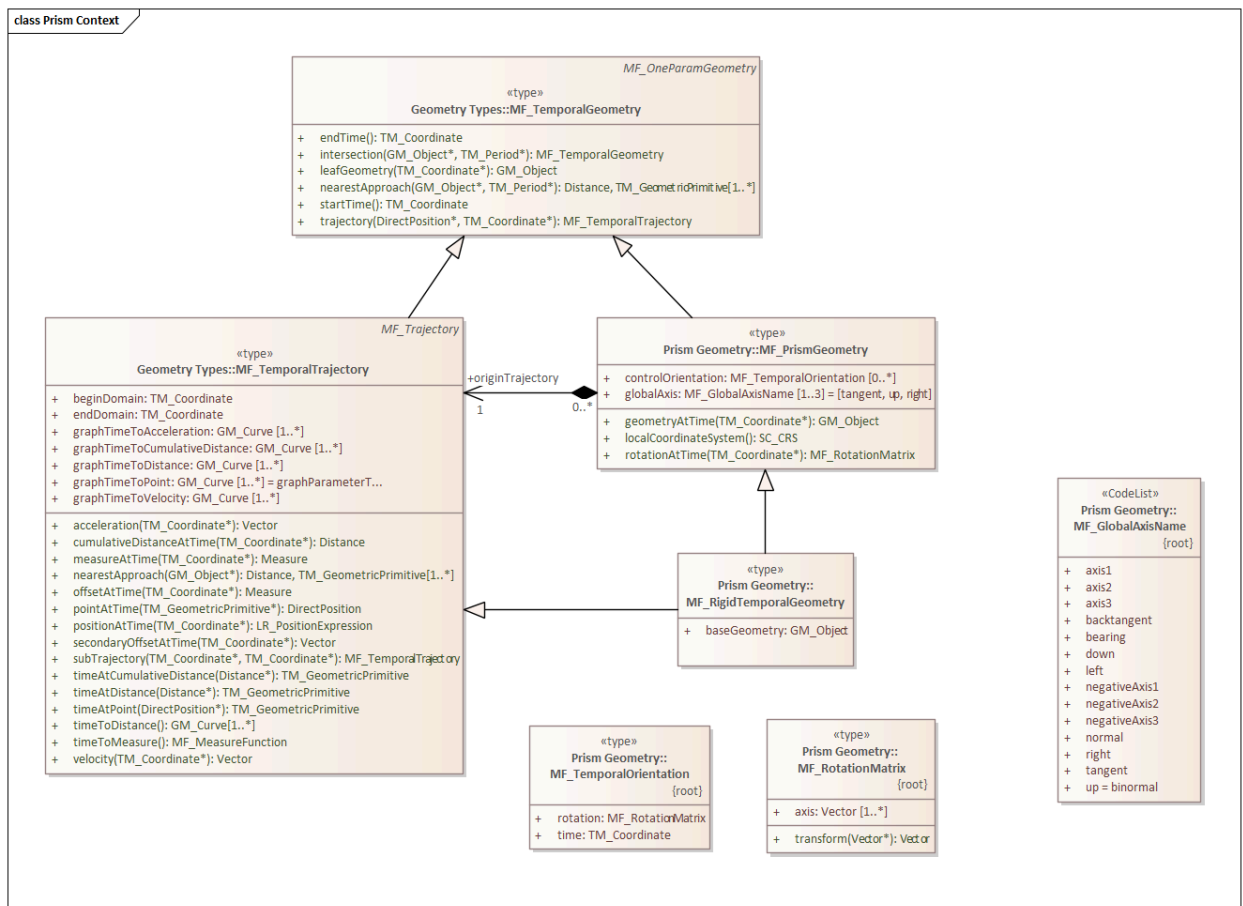 class Prism Context
MF_OneParamGeometry
«type»
Geometry Types::MF_TemporalGeometry
+ endTime(): TM_Coordinate
+ intersection(GM_Object*, TM_Period*): MF_TemporalGeometry
+ leafGeometry(TM_Coordinate*): GM_Object
+ nearestApproach(GM_Object*, TM_Period*): Distance, TM_GeometricPrimitive[1..*]
+ startTime(): TM_Coordinate
+ trajectory(DirectPosition*, TM_Coordinate*): MF_TemporalTrajectory
MF_Trajectory
«type»
Geometry Types::MF_TemporalTrajectory
+ beginDomain: TM_Coordinate
+ endDomain: TM_Coordinate
+ graphTimeToAcceleration: GM_Curve [1..*]
+ graphTimeToCumulativeDistance: GM_Curve [1..*]
+ graphTimeToDistance: GM_Curve [1..*]
+ graphTimeToPoint: GM_Curve [1..*] = graphParameterT...
+ graphTimeToVelocity: GM_Curve [1..*]
+ acceleration(TM_Coordinate*): Vector
+ cumulativeDistanceAtTime(TM_Coordinate*): Distance
+ measureAtTime(TM_Coordinate*): Measure
+ nearestApproach(GM_Object*): Distance, TM_GeometricPrimitive[1..*]
+ offsetAtTime(TM_Coordinate*): Measure
+ pointAtTime(TM_GeometricPrimitive*): DirectPosition
+ positionAtTime(TM_Coordinate*): LR_PositionExpression
+ secondaryOffsetAtTime(TM_Coordinate*): Vector
+ subTrajectory(TM_Coordinate*, TM_Coordinate*): MF_TemporalTrajectory
+ timeAtCumulativeDistance(Distance*): TM_GeometricPrimitive
+ timeAtDistance(Distance*): TM_GeometricPrimitive
+ timeAtPoint(DirectPosition*): TM_GeometricPrimitive
+ timeToDistance(): GM_Curve[1..*]
+ timeToMeasure(): MF_MeasureFunction
+ velocity(TM_Coordinate*): Vector
+originTrajectory
1
0..*
«type»
Prism Geometry::MF_PrismGeometry
+ controlOrientation: MF_TemporalOrientation [0..*]
+ globalAxis: MF_GlobalAxisName [1..3] = [tangent, up, right]
+ geometryAtTime(TM_Coordinate*): GM_Object
+ localCoordinateSystem(): SC_CRS
+ rotationAtTime(TM_Coordinate*): MF_RotationMatrix
«type»
Prism Geometry::
MF_RigidTemporalGeometry
+ baseGeometry: GM_Object
«type»
Prism Geometry::
MF_TemporalOrientation
{root}
+ rotation: MF_RotationMatrix
+ time: TM_Coordinate
«type»
Prism Geometry::
MF_RotationMatrix
{root}
+ axis: Vector [1..*]
+ transform(Vector*): Vector
«CodeList»
Prism Geometry::
MF_GlobalAxisName
{root}
+ axis1
+ axis2
+ axis3
+ backtangent
+ bearing
+ down
+ left
+ negativeAxis1
+ negativeAxis2
+ negativeAxis3
+ normal
+ right
+ tangent
+ up = binormal